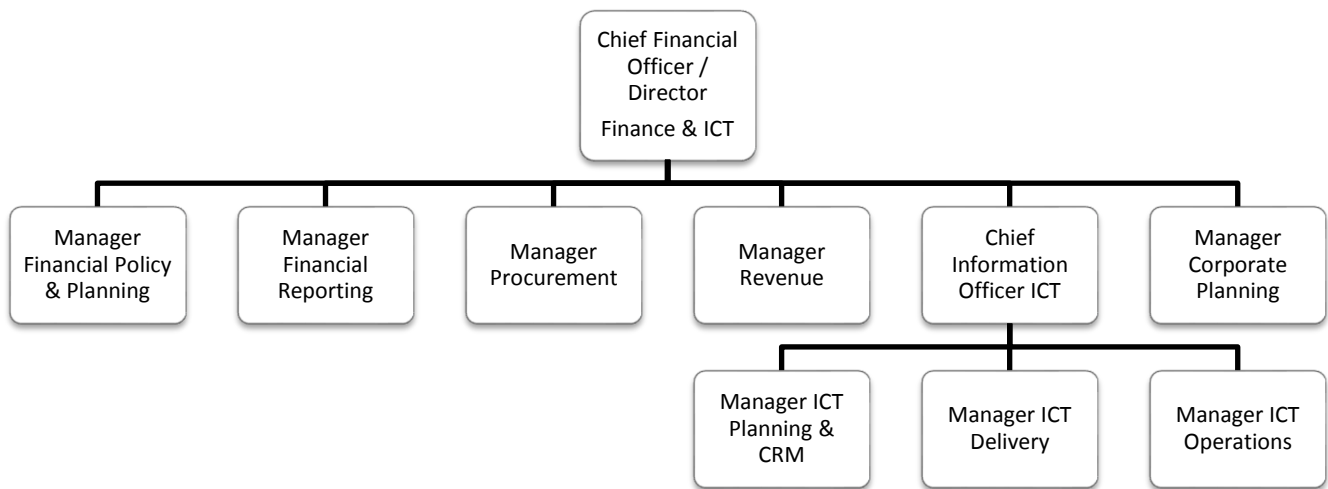 Chief Financial
Officer /
Director
Finance & ICT
Manager
Financial Policy
& Planning
Manager
Financial
Reporting
Manager
Procurement
Manager
Revenue
Chief
Information
Officer ICT
Manager
Corporate
Planning
Manager ICT
Planning &
CRM
Manager ICT
Delivery
Manager ICT
Operations